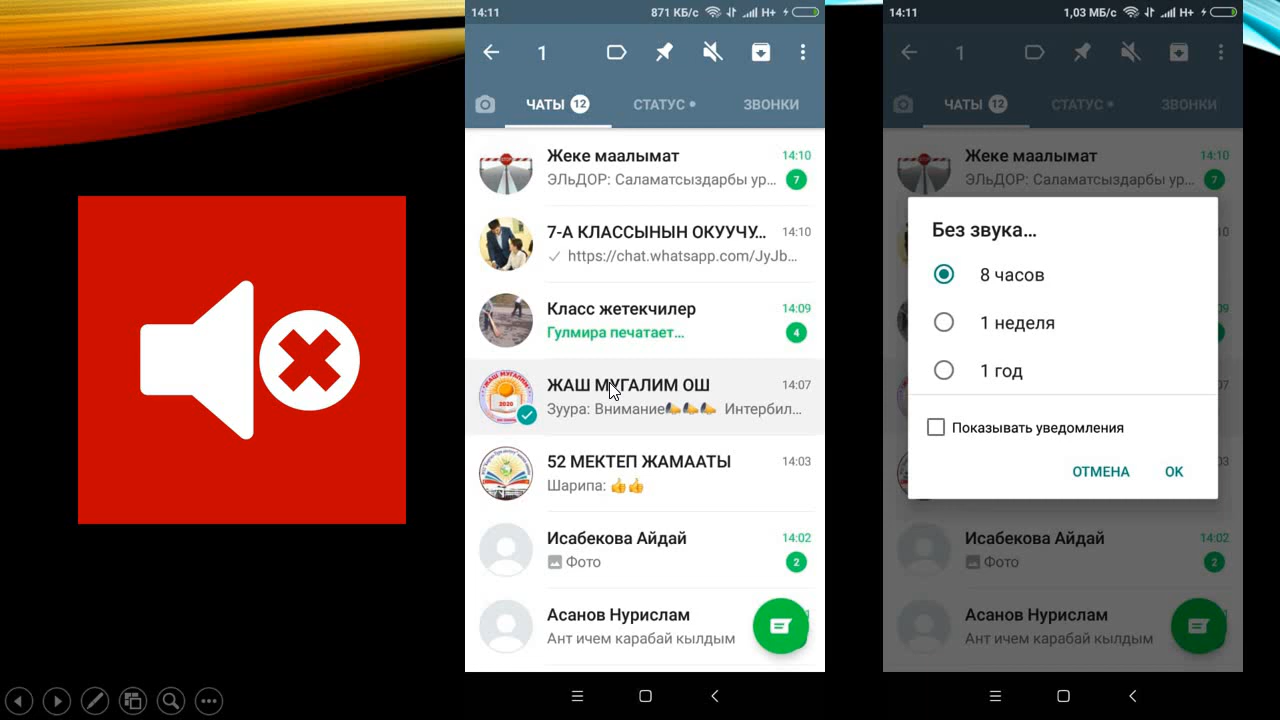 14:11 871 КБ/с H+
1
ЧАТЫ 12 СТАТУС ЗВОНКИ
Жеке маалымат 14:10
ЭЛЬДОР: Саламатсыздарбы ур... 7
7-А КЛАССЫНЫН ОКУУЧУ... 14:10
https://chat.whatsapp.com/JyJb...
Класс жетекчилер 14:09
Гулмира печатает... 4
ЖАШ МУГАЛИМ ОШ 14:07
Зуура: Внимание📣📣📣 Интербил...
52 МЕКТЕП ЖАМААТЫ 14:03
Шарипа: 👍👍
Исабекова Айдай 14:02
Фото 2
Асанов Нурислам
Ант ичем карабай кылдым
14:11 1,03 МБ/с H+
1
ЧАТЫ 12 СТАТУС ЗВОНКИ
Жеке маалымат 14:10
ЭЛЬДОР: Саламатсыздарбы ур... 7
Без звука...
8 часов
1 неделя
1 год
Показывать уведомления
ОТМЕНА OK
Исабекова Айдай 14:02
Фото 2
Асанов Нурислам
Ант ичем карабай кылдым